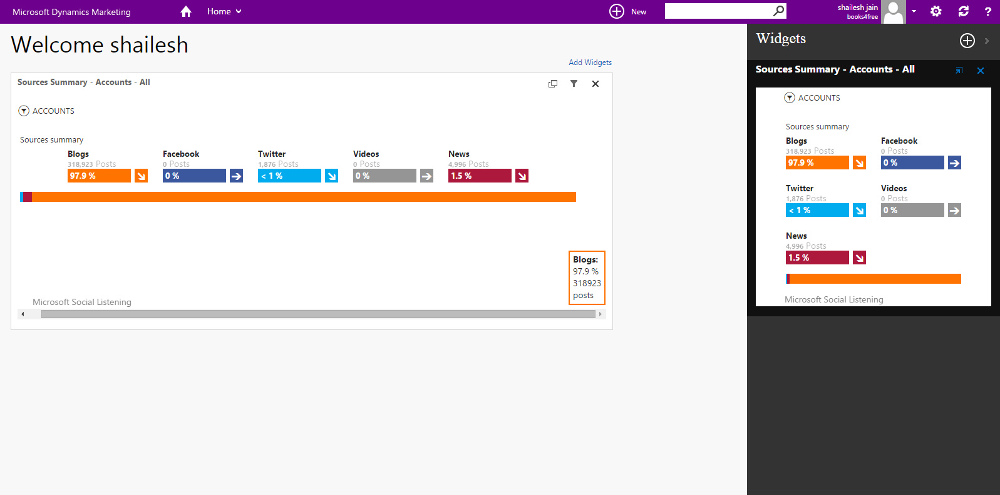 Microsoft Dynamics Marketing
Home
New
shailesh jain
books4free
?
Welcome shailesh
Add Widgets
Sources Summary - Accounts - All
ACCOUNTS
Sources summary
Blogs Facebook Twitter Videos News
318,923 Posts 0 Posts 1,876 Posts 0 Posts 4,996 Posts
97.9 % 0 % < 1 % 0 % 1.5 %
Blogs:
97.9 %
318923
posts
Microsoft Social Listening
Widgets
Sources Summary - Accounts - All
ACCOUNTS
Sources summary
Blogs Facebook
318,923 Posts 0 Posts
97.9 % 0 %
Twitter Videos
1,876 Posts 0 Posts
< 1 % 0 %
News
4,996 Posts
1.5 %
Microsoft Social Listening